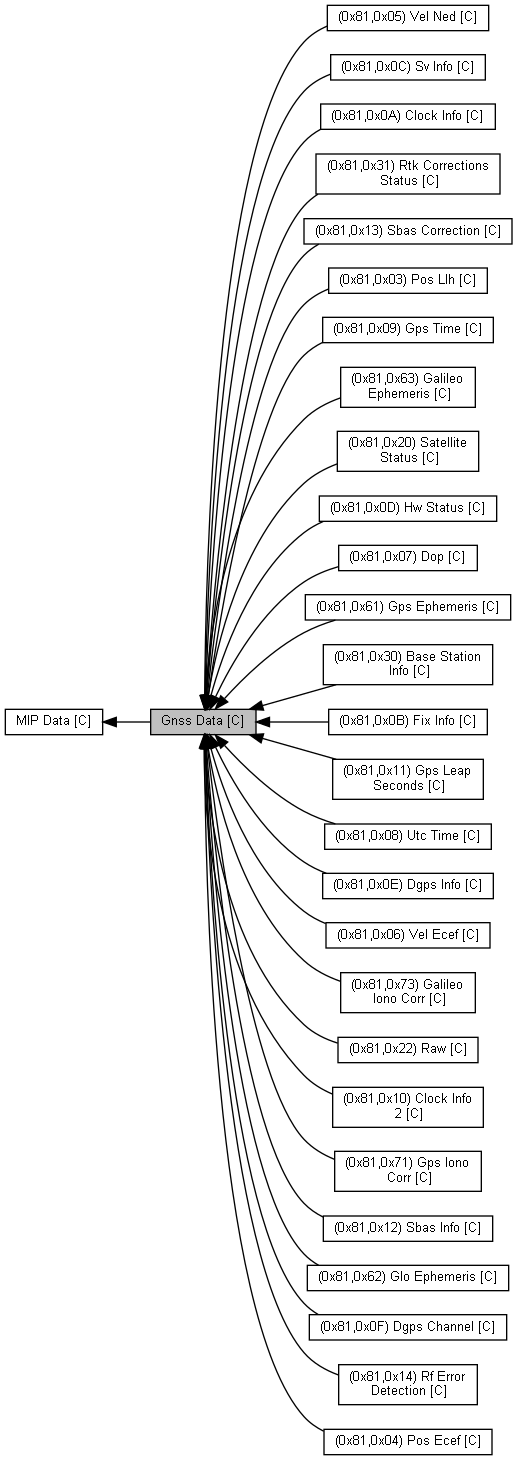 (0x81,0x05) Vel Ned [C]
(0x81,0x0C) Sv Info [C]
(0x81,0x0A) Clock Info [C]
(0x81,0x31) Rtk Corrections
Status [C]
(0x81,0x13) Sbas Correction [C]
(0x81,0x03) Pos Llh [C]
(0x81,0x09) Gps Time [C]
(0x81,0x63) Galileo
Ephemeris [C]
(0x81,0x20) Satellite
Status [C]
(0x81,0x0D) Hw Status [C]
(0x81,0x07) Dop [C]
(0x81,0x61) Gps Ephemeris [C]
(0x81,0x30) Base Station
Info [C]
MIP Data [C]
Gnss Data [C]
(0x81,0x0B) Fix Info [C]
(0x81,0x11) Gps Leap
Seconds [C]
(0x81,0x08) Utc Time [C]
(0x81,0x0E) Dgps Info [C]
(0x81,0x06) Vel Ecef [C]
(0x81,0x73) Galileo
Iono Corr [C]
(0x81,0x22) Raw [C]
(0x81,0x10) Clock Info
2 [C]
(0x81,0x71) Gps Iono
Corr [C]
(0x81,0x12) Sbas Info [C]
(0x81,0x62) Glo Ephemeris [C]
(0x81,0x0F) Dgps Channel [C]
(0x81,0x14) Rf Error
Detection [C]
(0x81,0x04) Pos Ecef [C]